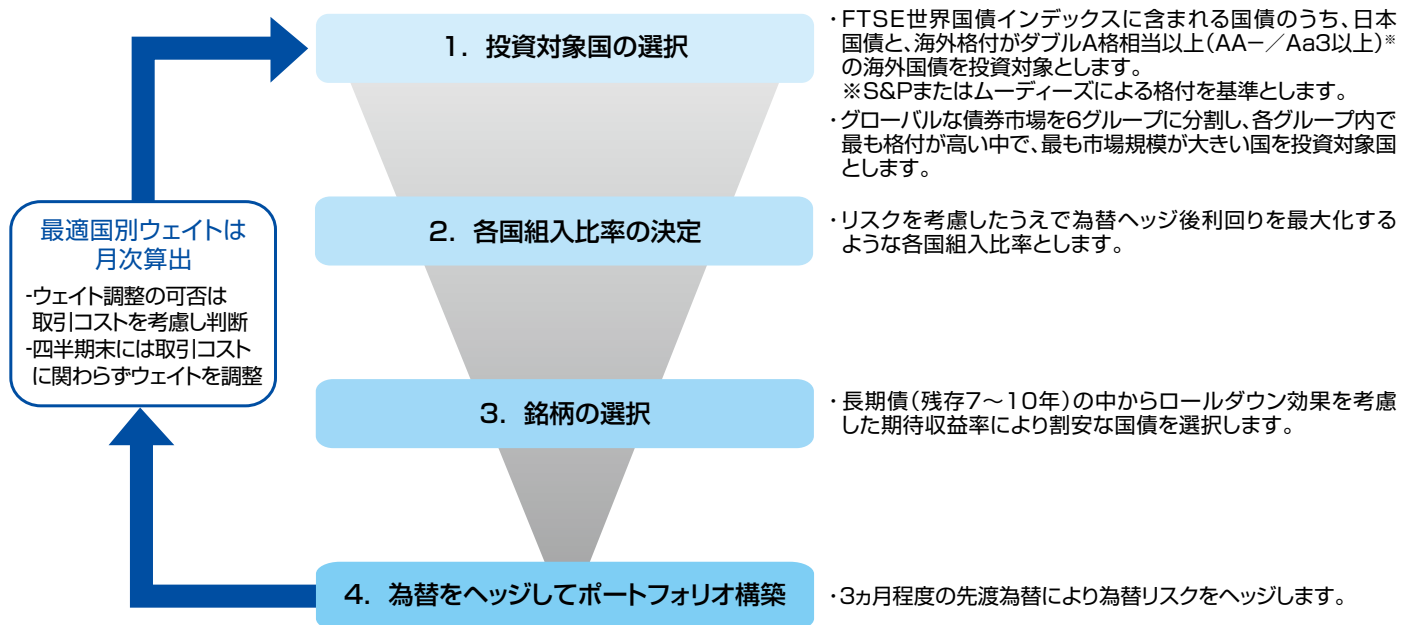 1. 投資対象国の選択
・FTSE世界国債インデックスに含まれる国債のうち、日本
国債と、海外格付がダブルA格相当以上（AA−／Aa3以上）※
の海外国債を投資対象とします。
※S&Pまたはムーディーズによる格付を基準とします。
・グローバルな債券市場を6グループに分割し、各グループ内で
最も格付が高い中で、最も市場規模が大きい国を投資対象国
とします。
2. 各国組入比率の決定
・リスクを考慮したうえで為替ヘッジ後利回りを最大化する
ような各国組入比率とします。
3. 銘柄の選択
・長期債（残存7〜10年）の中からロールダウン効果を考慮
した期待収益率により割安な国債を選択します。
4. 為替をヘッジしてポートフォリオ構築
・3ヵ月程度の先渡為替により為替リスクをヘッジします。
最適国別ウェイトは
月次算出
-ウェイト調整の可否は
取引コストを考慮し判断
-四半期末には取引コスト
に関わらずウェイトを調整